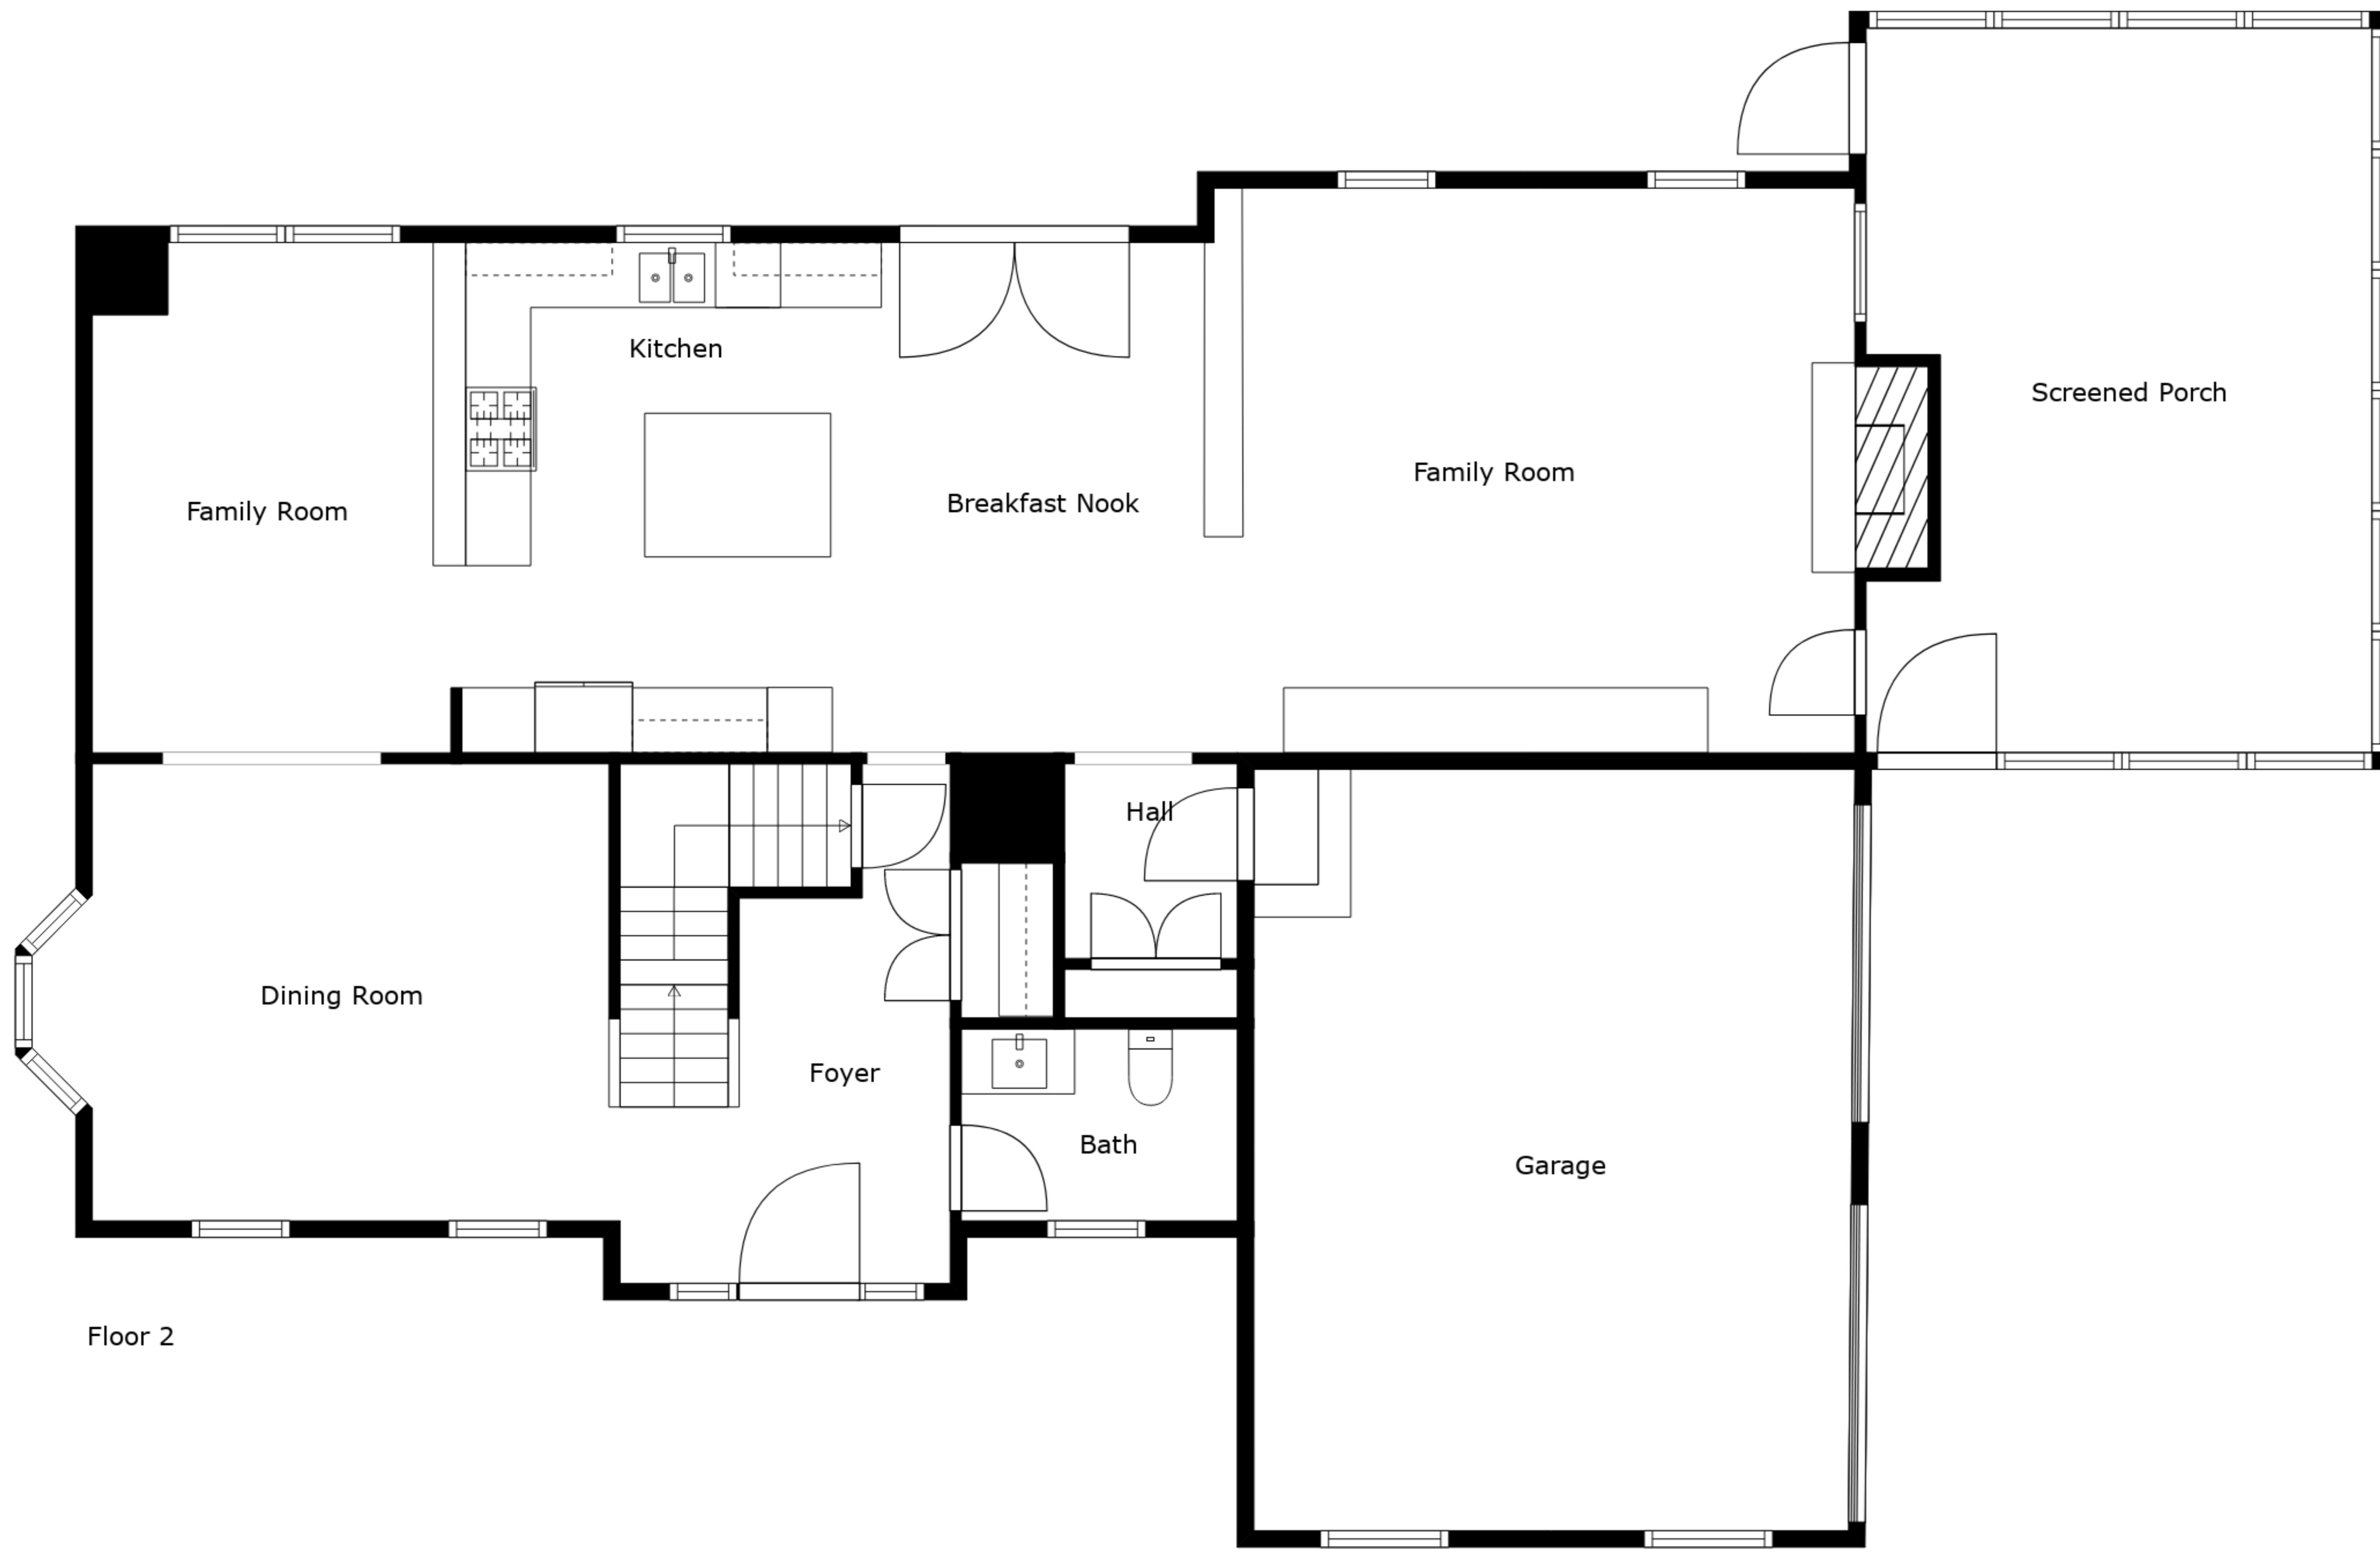 Kitchen
Screened Porch
Family Room
Breakfast Nook
Family Room
Hall
Dining Room
Foyer
Bath
Garage
Floor 2